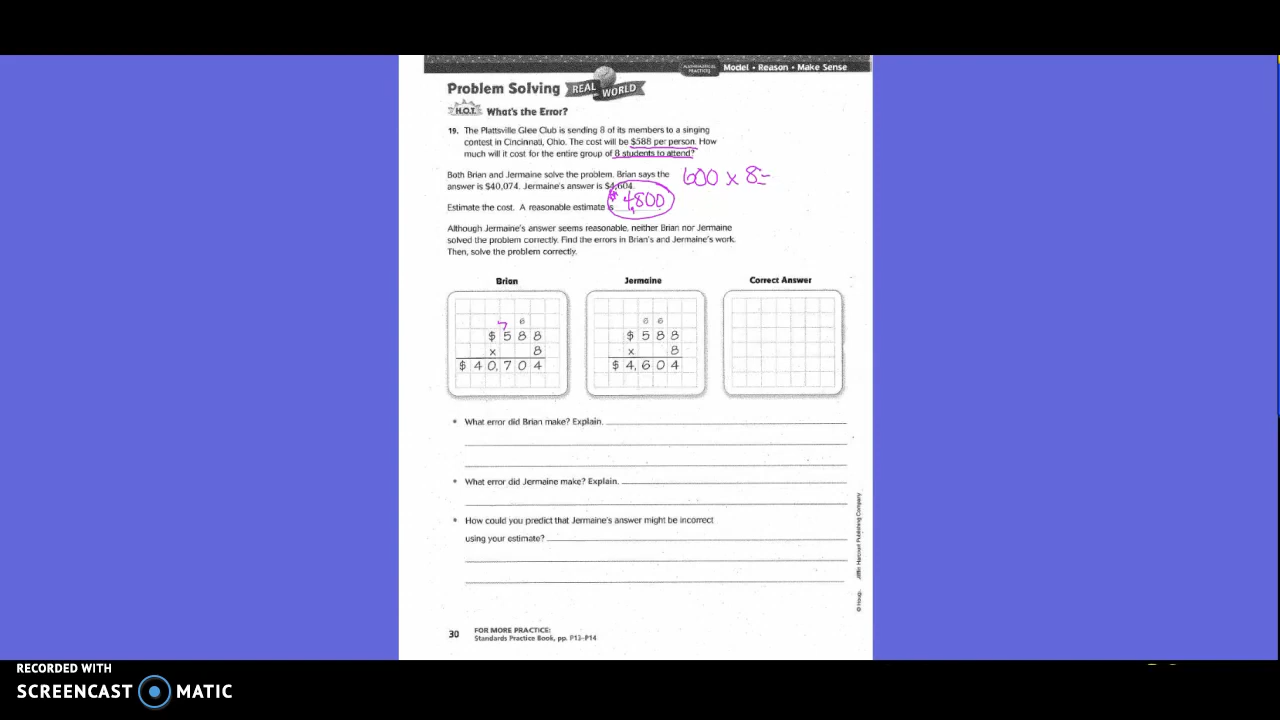 MATHEMATICAL PRACTICES Model • Reason • Make Sense
Problem Solving REAL WORLD
H.O.T. What's the Error?
19. The Plattsville Glee Club is sending 8 of its members to a singing
contest in Cincinnati, Ohio. The cost will be $588 per person. How
much will it cost for the entire group of 8 students to attend?
Both Brian and Jermaine solve the problem. Brian says the
answer is $40,074. Jermaine's answer is $4,604.
600 x 8=
Estimate the cost. A reasonable estimate is $4,800
Although Jermaine's answer seems reasonable, neither Brian nor Jermaine
solved the problem correctly. Find the errors in Brian's and Jermaine's work.
Then, solve the problem correctly.
Brian Jermaine Correct Answer
7 6
$ 5 8 8
x 8
$ 4 0, 7 0 4
6 6
$ 5 8 8
x 8
$ 4, 6 0 4
• What error did Brian make? Explain.
• What error did Jermaine make? Explain.
• How could you predict that Jermaine's answer might be incorrect
using your estimate?
30 FOR MORE PRACTICE:
Standards Practice Book, pp. P13–P14
RECORDED WITH
SCREENCAST MATIC